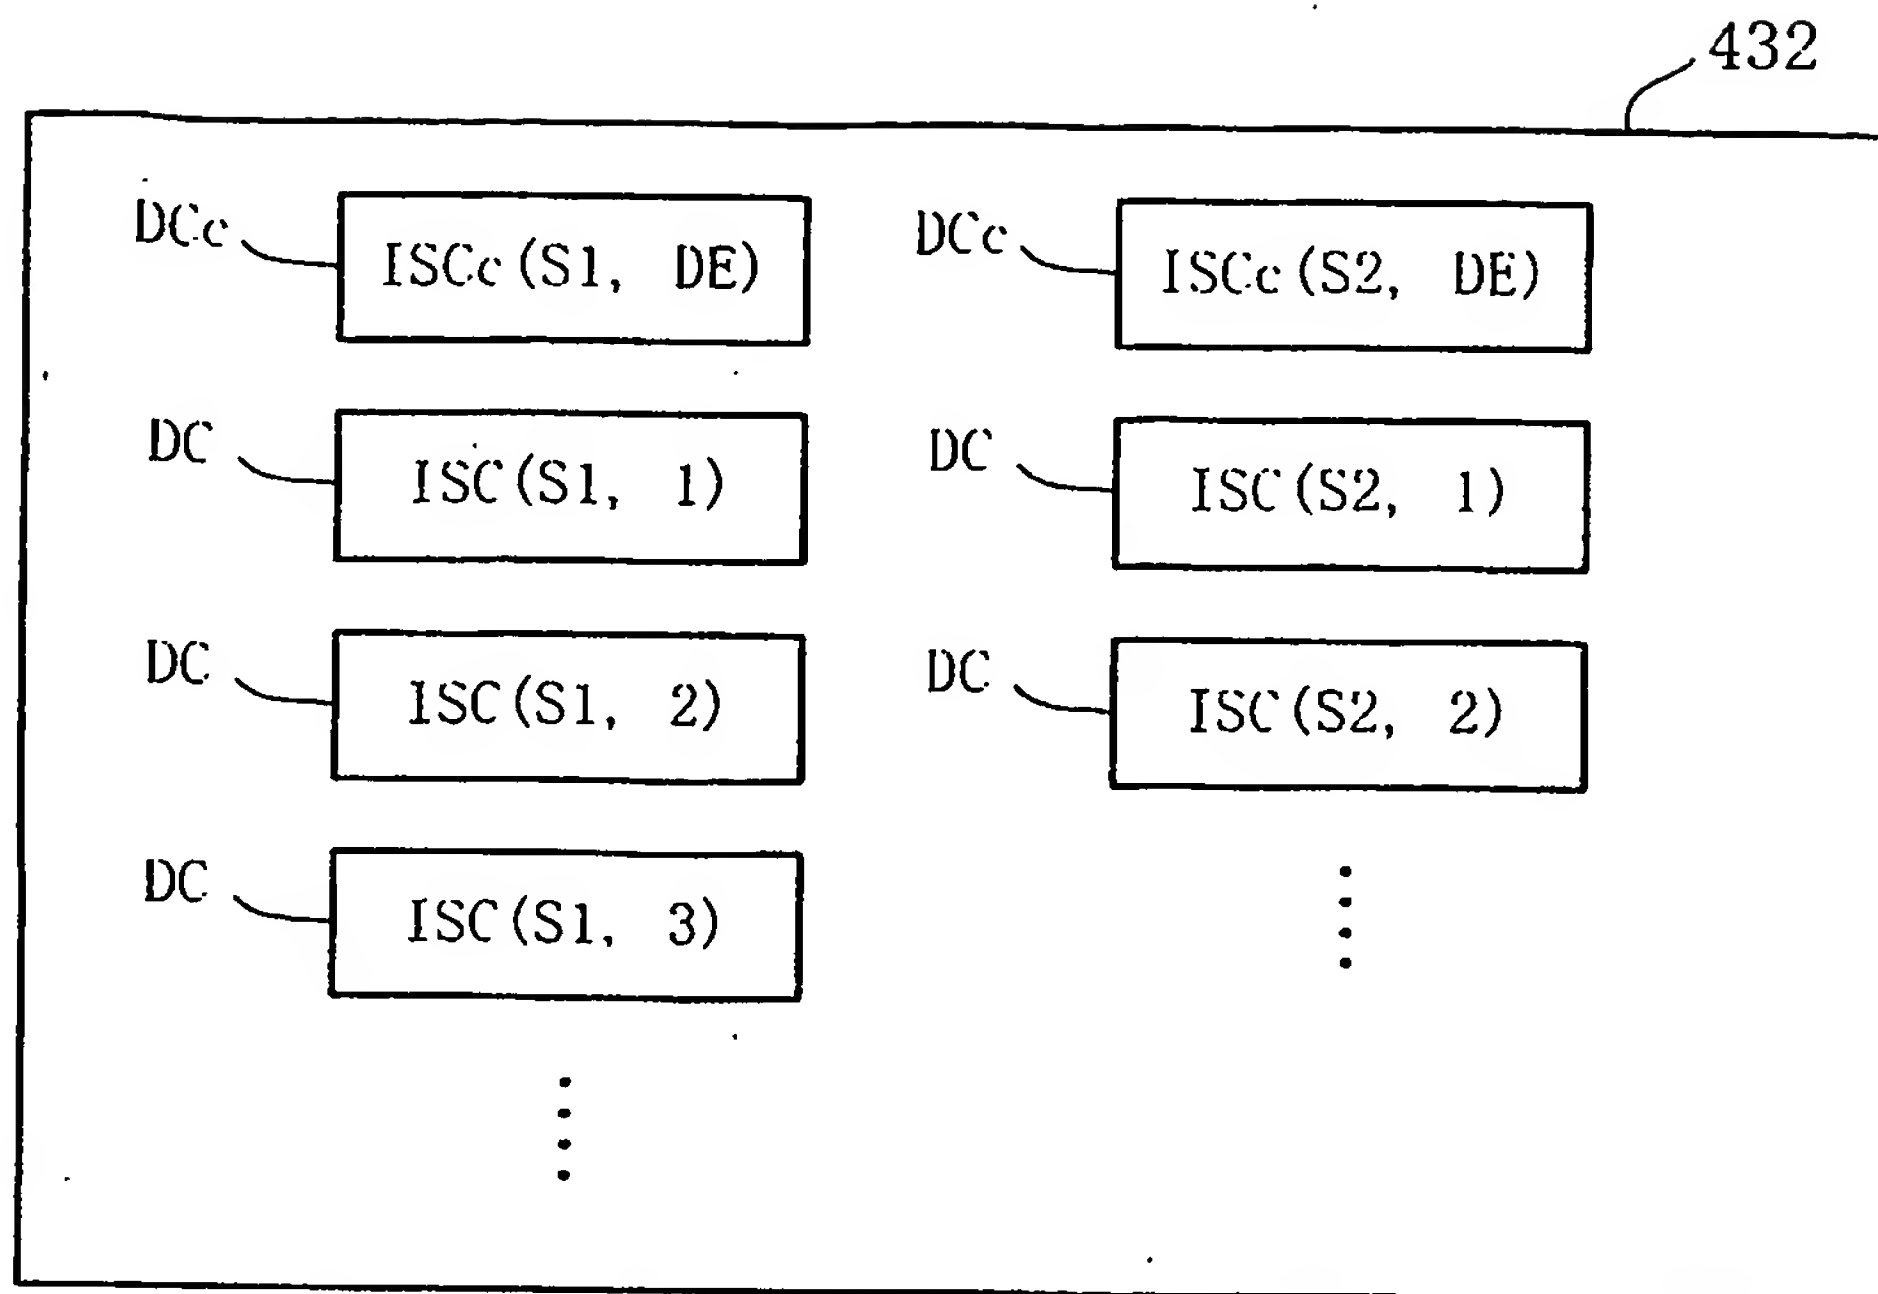 432
DCc ISCc(S1, DE) DCc ISCc(S2, DE)
DC ISC(S1, 1) DC ISC(S2, 1)
DC ISC(S1, 2) DC ISC(S2, 2)
DC ISC(S1, 3)